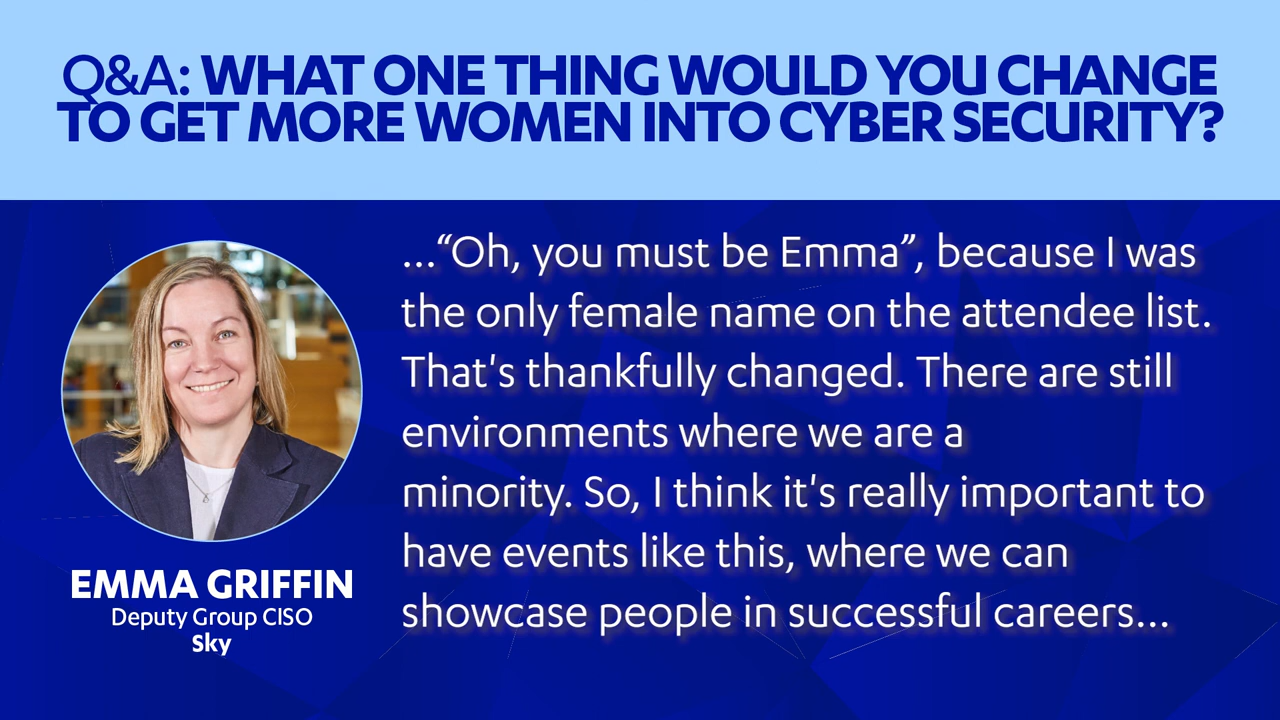 Q&A: WHAT ONE THING WOULD YOU CHANGE
TO GET MORE WOMEN INTO CYBER SECURITY?
...“Oh, you must be Emma”, because I was
the only female name on the attendee list.
That's thankfully changed. There are still
environments where we are a
minority. So, I think it's really important to
have events like this, where we can
showcase people in successful careers...
EMMA GRIFFIN
Deputy Group CISO
Sky